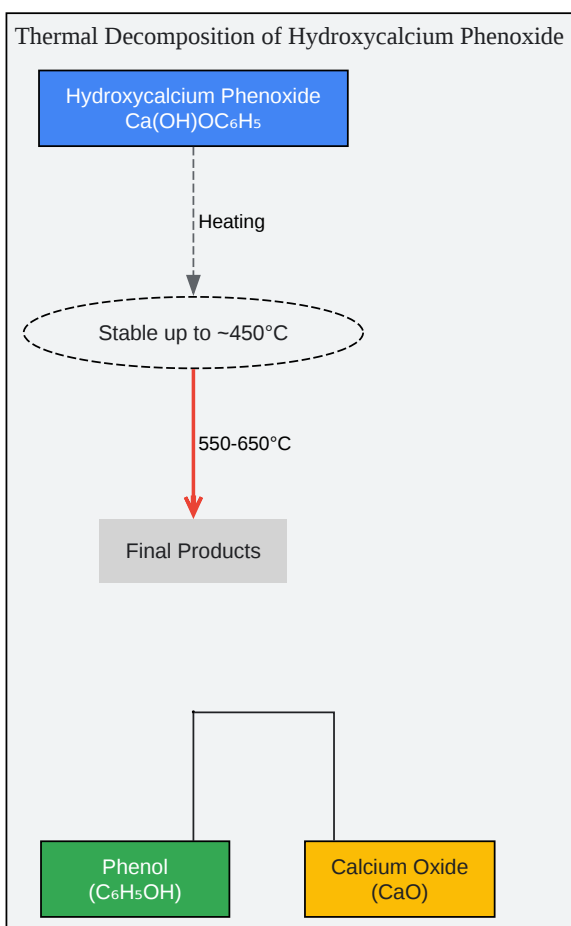 Thermal Decomposition of Hydroxycalcium Phenoxide
Hydroxycalcium Phenoxide
Ca(OH)OC₆H₅
Heating
Stable up to ~450°C
550-650°C
Final Products
Phenol
(C₆H₅OH)
Calcium Oxide
(CaO)